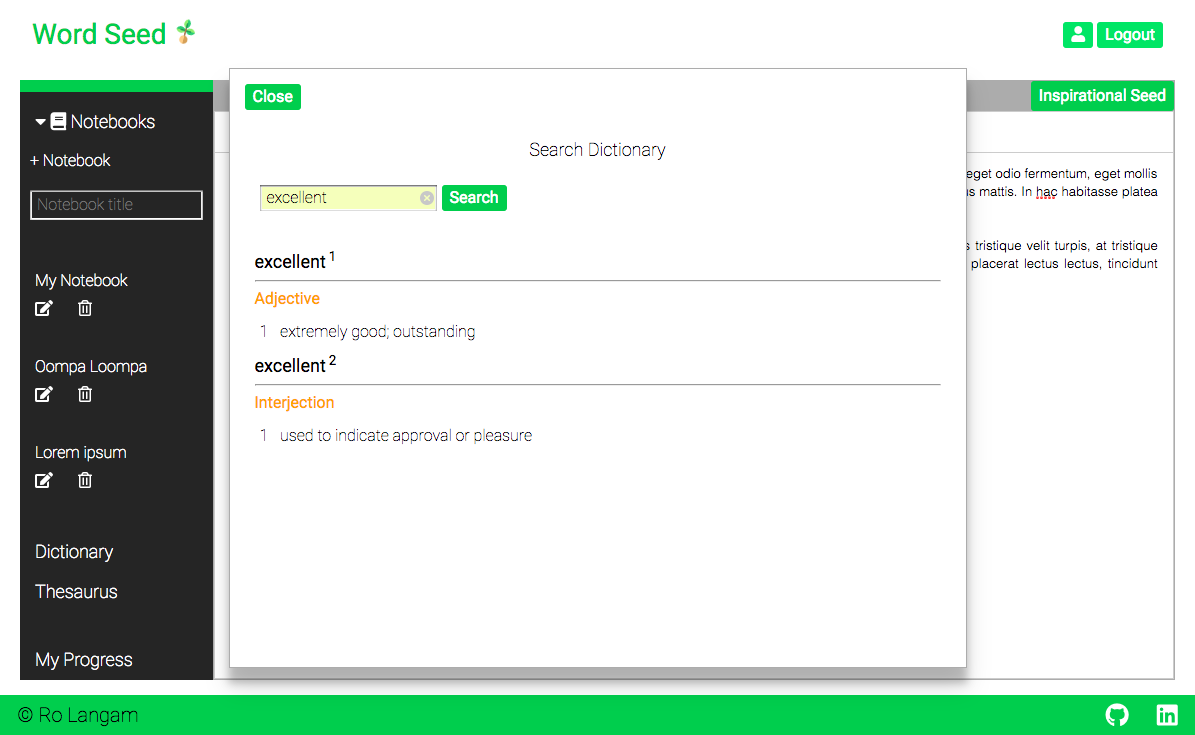 Word Seed
Logout
Close
Inspirational Seed
Notebooks
+ Notebook
Notebook title
My Notebook
Oompa Loompa
Lorem ipsum
Dictionary
Thesaurus
My Progress
Search Dictionary
excellent
Search
excellent 1
Adjective
1 extremely good; outstanding
excellent 2
Interjection
1 used to indicate approval or pleasure
eget odio fermentum, eget mollis
mattis. In hac habitasse platea
tristique velit turpis, at tristique
placerat lectus lectus, tincidunt
© Ro Langam
in